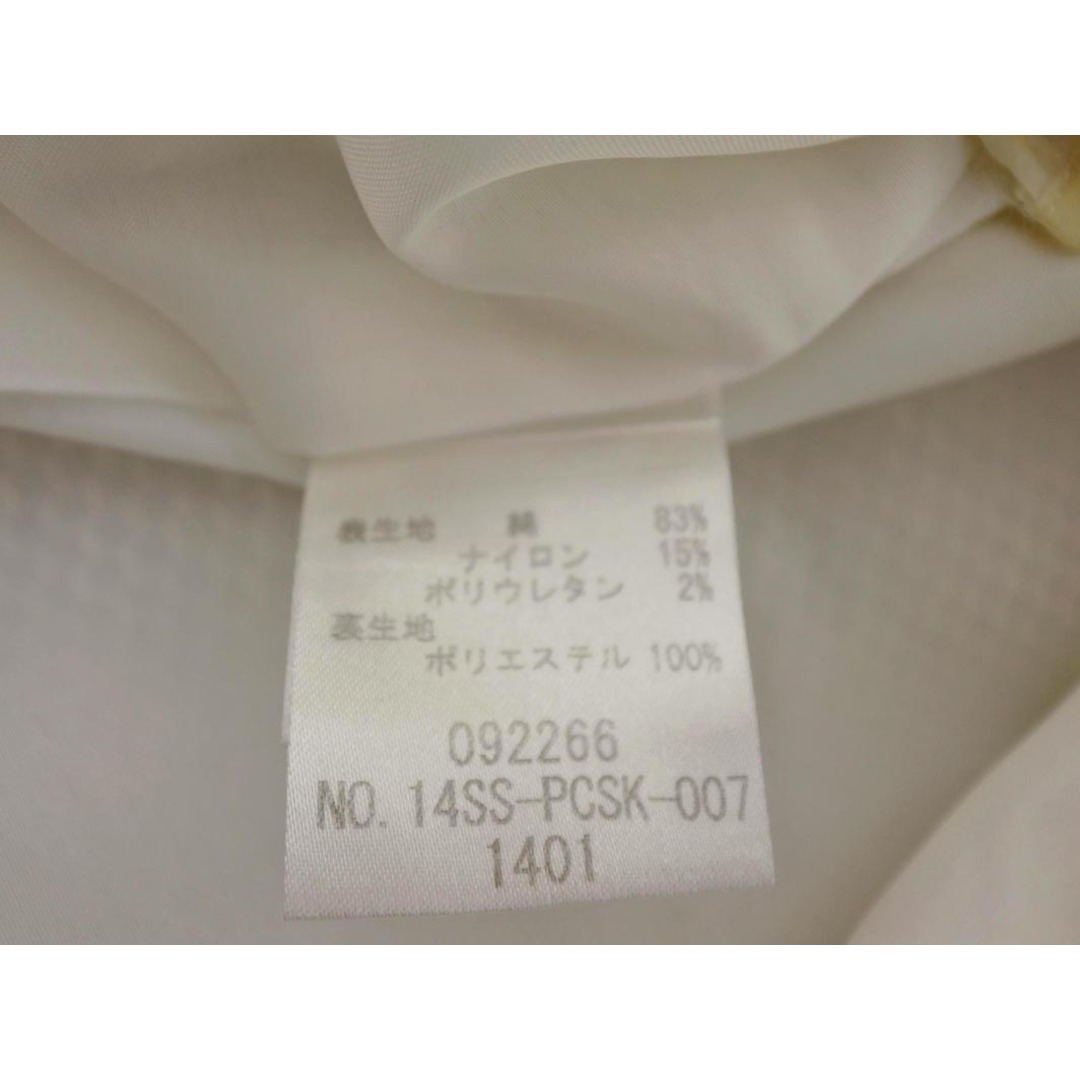 表生地 綿 83%
ナイロン 15%
ポリウレタン 2%
裏生地
ポリエステル 100%
092266
NO. 14SS-PCSK-007
1401